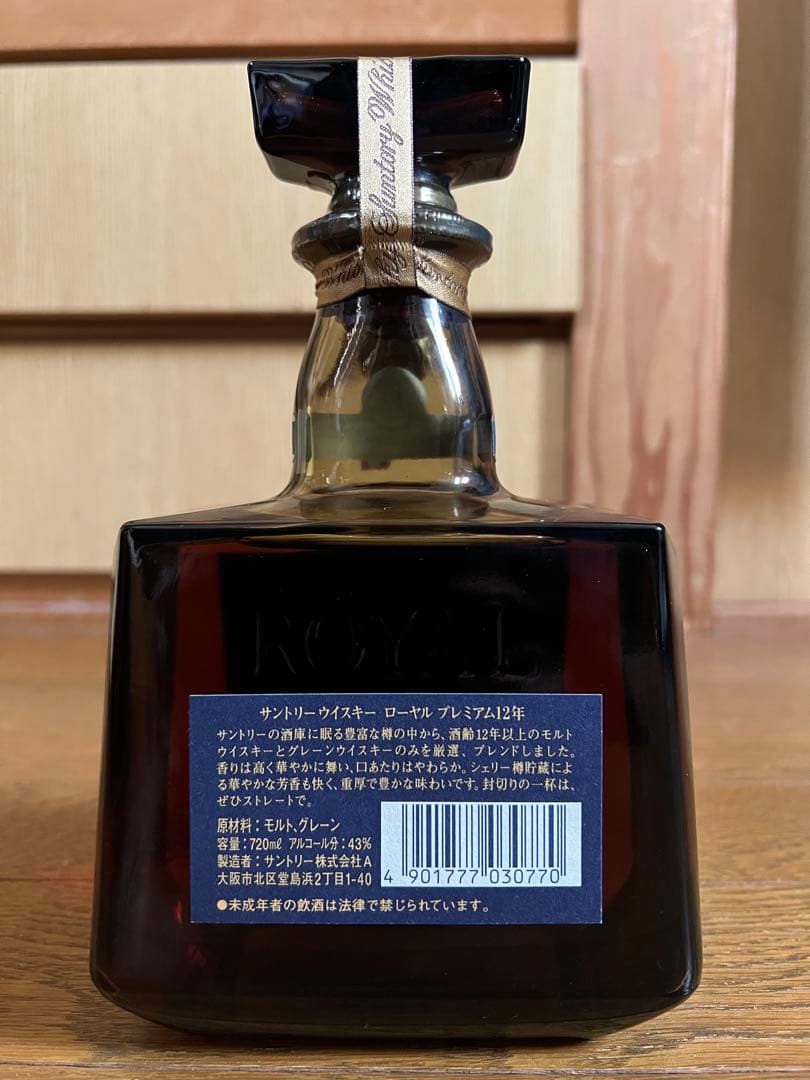 Suntory Whis
ROYAL
サントリーウイスキー ローヤル プレミアム12年
サントリーの酒庫に眠る豊富な樽の中から、酒齢12年以上のモルト
ウイスキーとグレーンウイスキーのみを厳選、ブレンドしました。
香りは高く華やかに舞い、口あたりはやわらか。シェリー樽貯蔵によ
る華やかな芳香も快く、重厚で豊かな味わいです。封切りの一杯は、
ぜひストレートで。
原材料：モルト、グレーン
容量：720ml アルコール分：43%
製造者：サントリー株式会社A
大阪市北区堂島浜2丁目1-40
4 901777 030770
●未成年者の飲酒は法律で禁じられています。